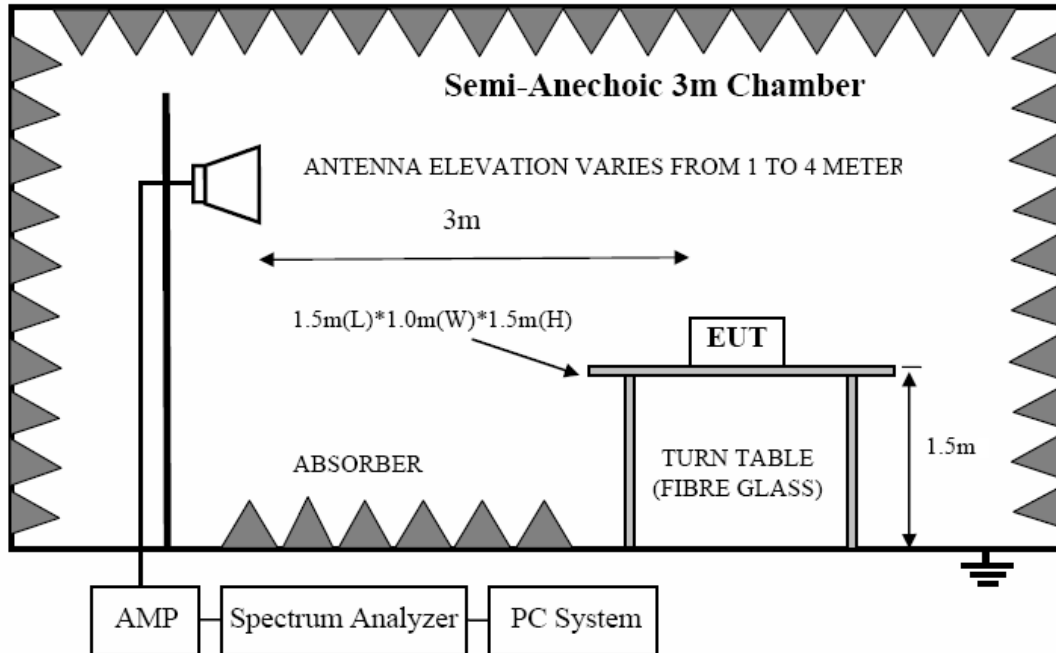 Semi-Anechoic 3m Chamber
ANTENNA ELEVATION VARIES FROM 1 TO 4 METER
3m
1.5m(L)*1.0m(W)*1.5m(H)
EUT
1.5m
ABSORBER
TURN TABLE
(FIBRE GLASS)
AMP
Spectrum Analyzer
PC System